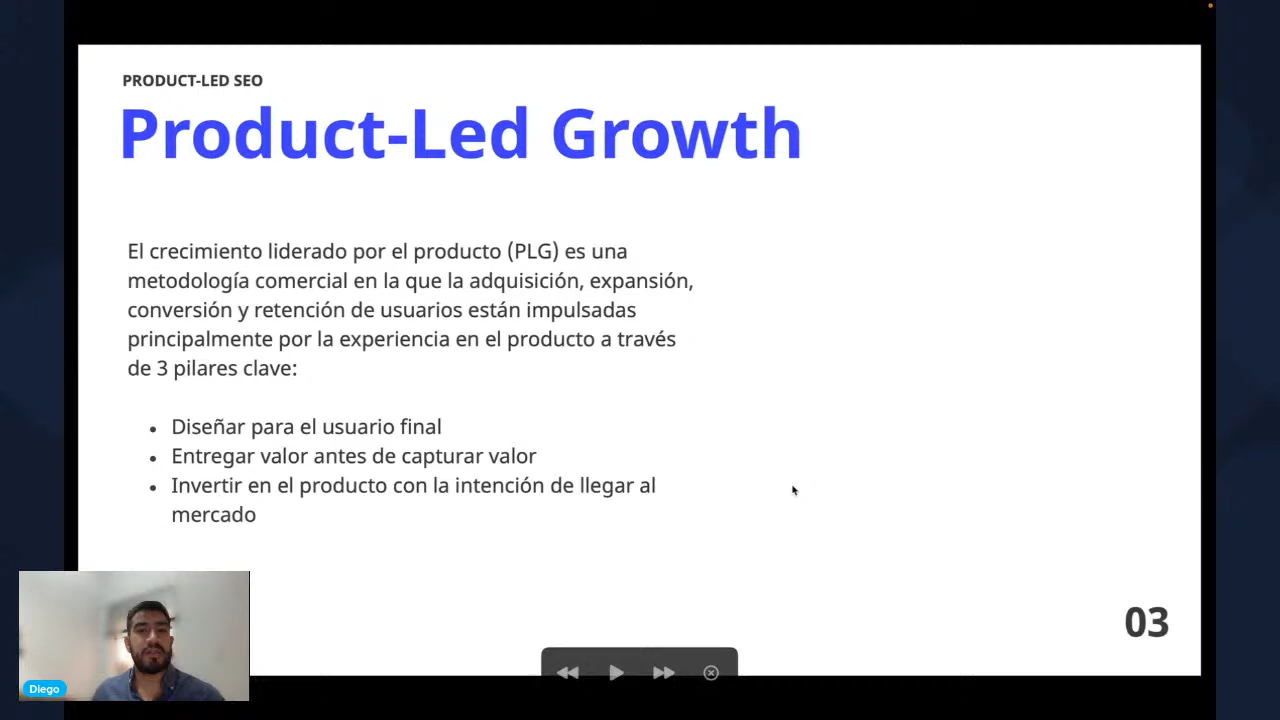 PRODUCT-LED SEO
Product-Led Growth
El crecimiento liderado por el producto (PLG) es una
metodología comercial en la que la adquisición, expansión,
conversión y retención de usuarios están impulsadas
principalmente por la experiencia en el producto a través
de 3 pilares clave:
• Diseñar para el usuario final
• Entregar valor antes de capturar valor
• Invertir en el producto con la intención de llegar al
mercado
03
Diego